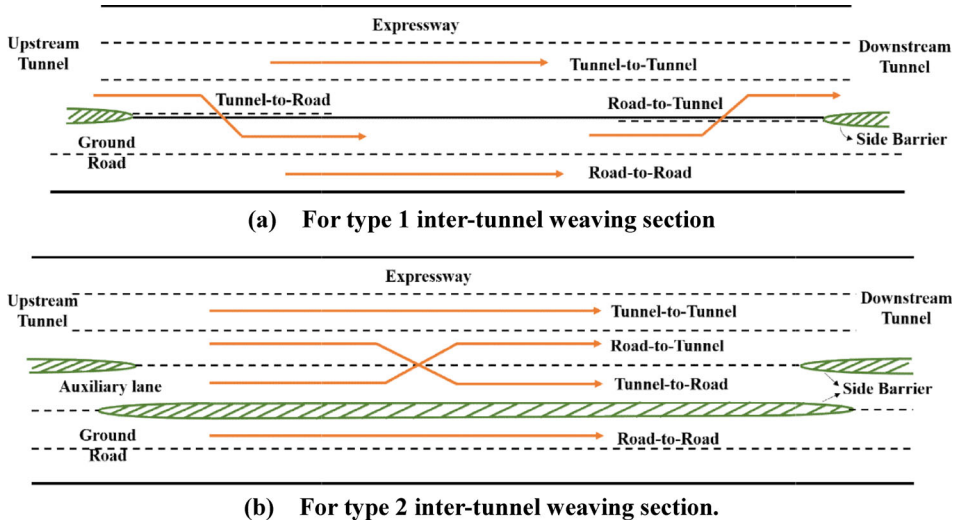 Expressway
Upstream
Tunnel
Downstream
Tunnel
Tunnel-to-Tunnel
Tunnel-to-Road
Road-to-Tunnel
Ground
Road
Side Barrier
Road-to-Road
(a) For type 1 inter-tunnel weaving section
Expressway
Upstream
Tunnel
Downstream
Tunnel
Tunnel-to-Tunnel
Road-to-Tunnel
Auxiliary lane
Tunnel-to-Road
Side Barrier
Ground
Road
Road-to-Road
(b) For type 2 inter-tunnel weaving section.